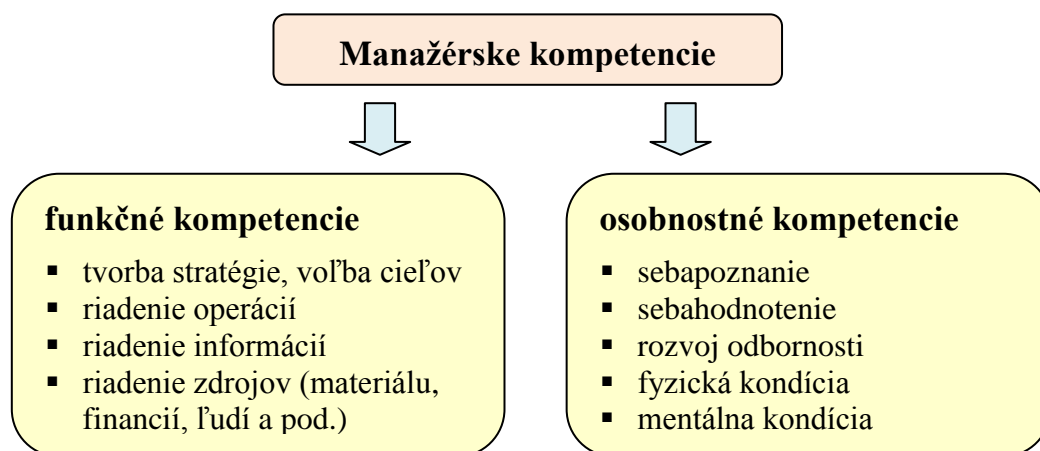 Manažérske kompetencie
funkčné kompetencie
▪ tvorba stratégie, voľba cieľov
▪ riadenie operácií
▪ riadenie informácií
▪ riadenie zdrojov (materiálu,
financií, ľudí a pod.)
osobnostné kompetencie
▪ sebapoznanie
▪ sebahodnotenie
▪ rozvoj odbornosti
▪ fyzická kondícia
▪ mentálna kondícia